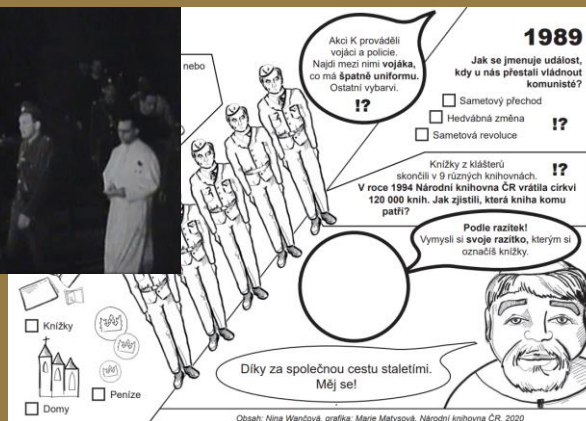 nebo
Akci K prováděli
vojáci a policie.
Najdi mezi nimi vojáka,
co má špatně uniformu.
Ostatní vybarvi.
!?
1989
Jak se jmenuje událost,
kdy u nás přestali vládnout
komunisté?
Sametový přechod
Hedvábná změna
Sametová revoluce
!?
Knížky z klášterů
skončili v 9 různých knihovnách.
!?
V roce 1994 Národní knihovna ČR vrátila církvi
120 000 knih. Jak zjistili, která kniha komu
patří?
Podle razítek!
Vymysli si svoje razítko, kterým si
označíš knížky.
Knížky
Peníze
Domy
Díky za společnou cestu staletími.
Měj se!
Obsah: Nina Wančová, grafika: Marie Matysová, Národní knihovna ČR, 2020